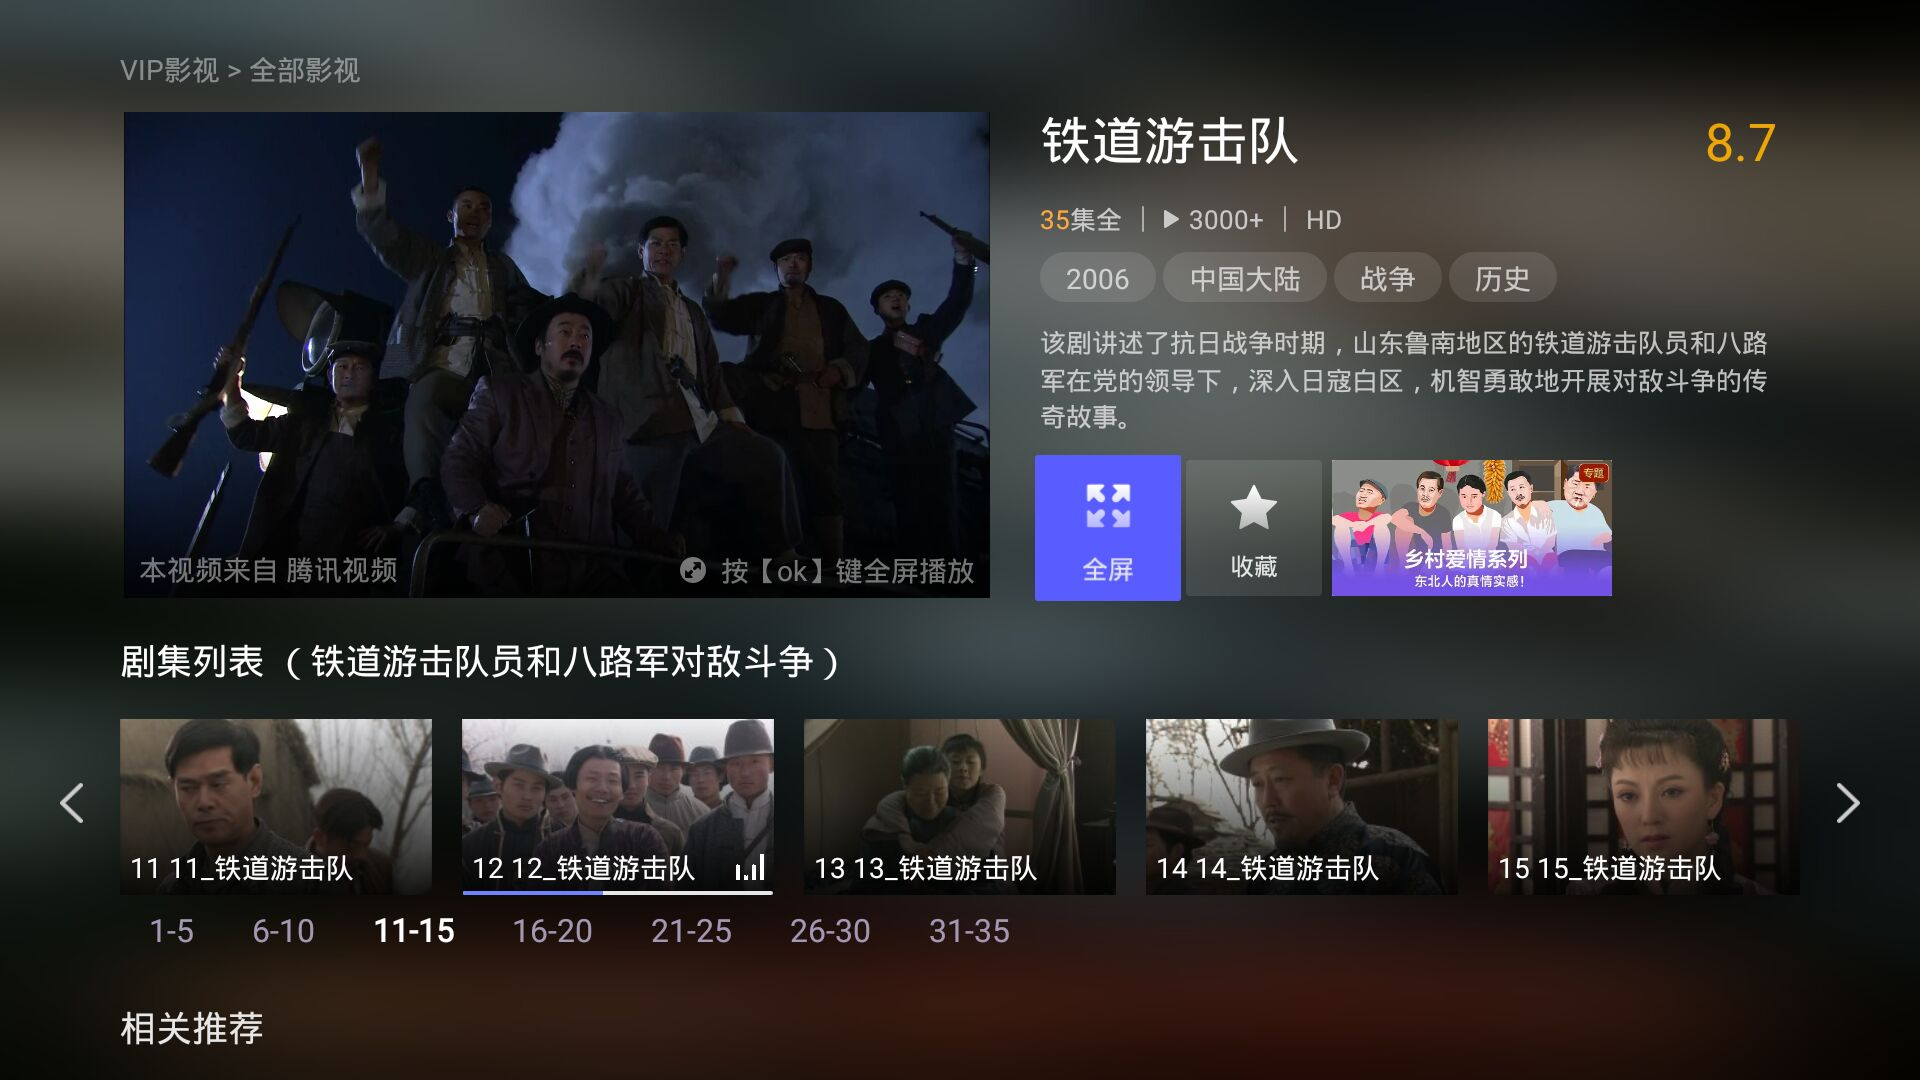 VIP影视 > 全部影视
铁道游击队
8.7
35集全 | 3000+ | HD
2006 中国大陆 战争 历史
该剧讲述了抗日战争时期，山东鲁南地区的铁道游击队员和八路
军在党的领导下，深入日寇白区，机智勇敢地开展对敌斗争的传
奇故事。
本视频来自 腾讯视频
按【ok】键全屏播放
全屏
收藏
专题
乡村爱情系列
东北人的真情实感！
剧集列表 （铁道游击队员和八路军对敌斗争）
11 11_铁道游击队
12 12_铁道游击队
13 13_铁道游击队
14 14_铁道游击队
15 15_铁道游击队
1-5 6-10 11-15 16-20 21-25 26-30 31-35
相关推荐